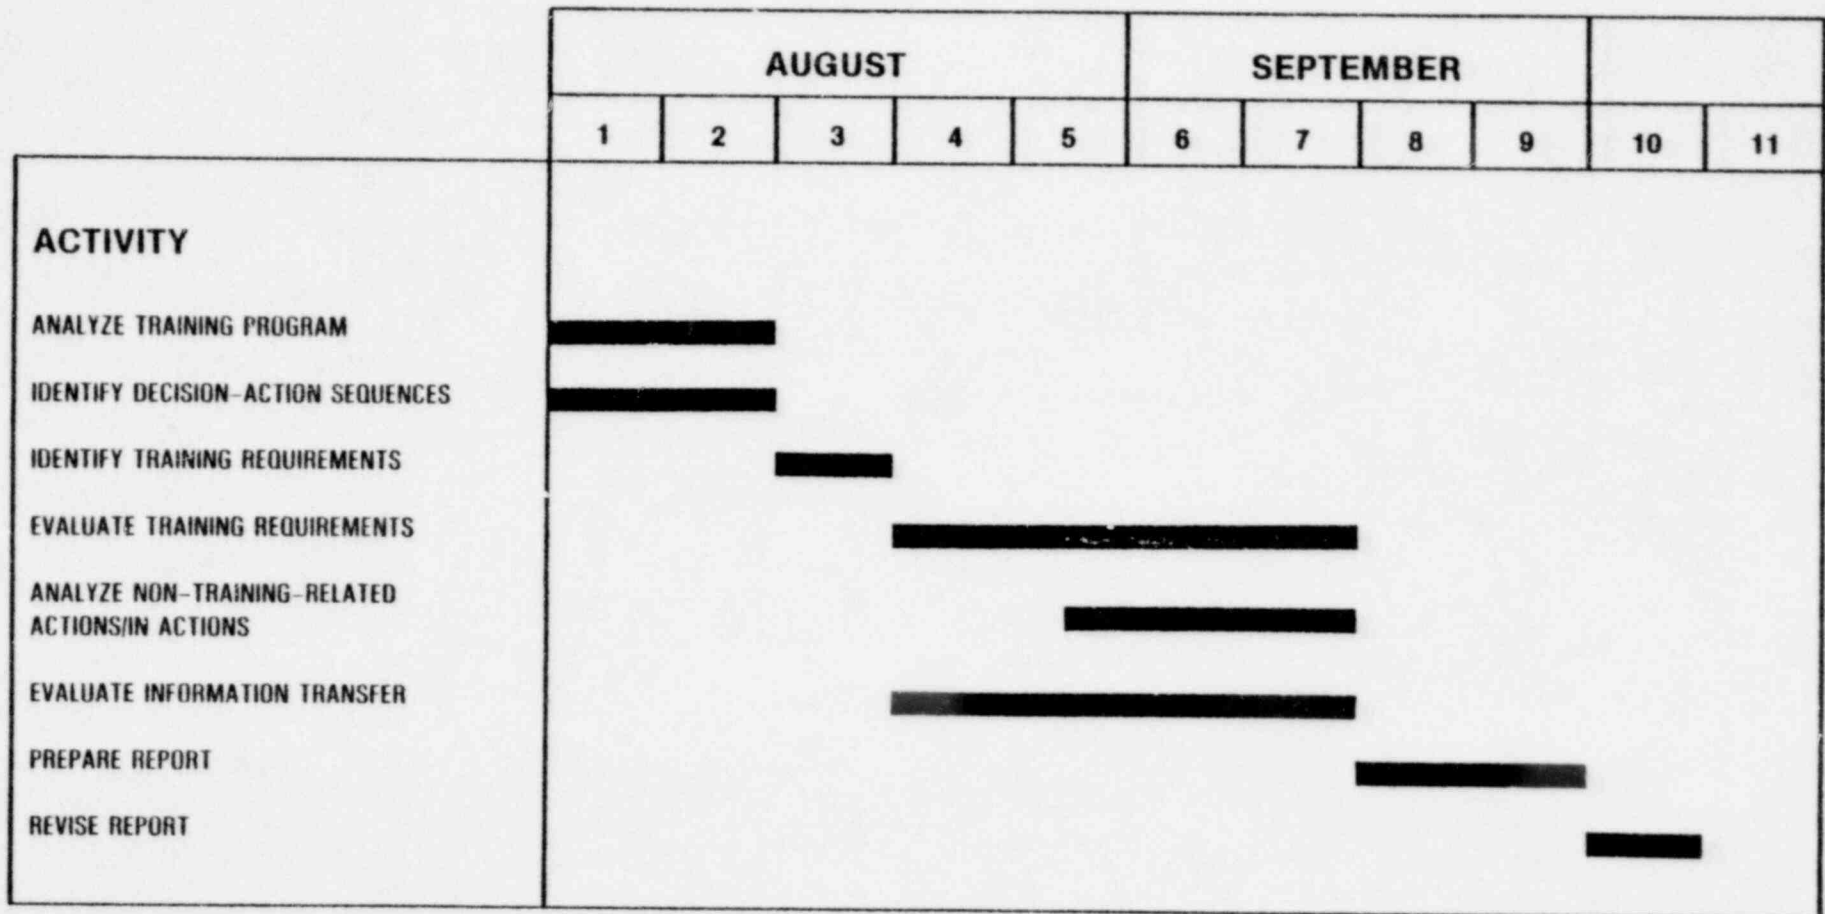 AUGUST SEPTEMBER
1 2 3 4 5 6 7 8 9 10 11
ACTIVITY
ANALYZE TRAINING PROGRAM
IDENTIFY DECISION-ACTION SEQUENCES
IDENTIFY TRAINING REQUIREMENTS
EVALUATE TRAINING REQUIREMENTS
ANALYZE NON-TRAINING-RELATED
ACTIONS/IN ACTIONS
EVALUATE INFORMATION TRANSFER
PREPARE REPORT
REVISE REPORT